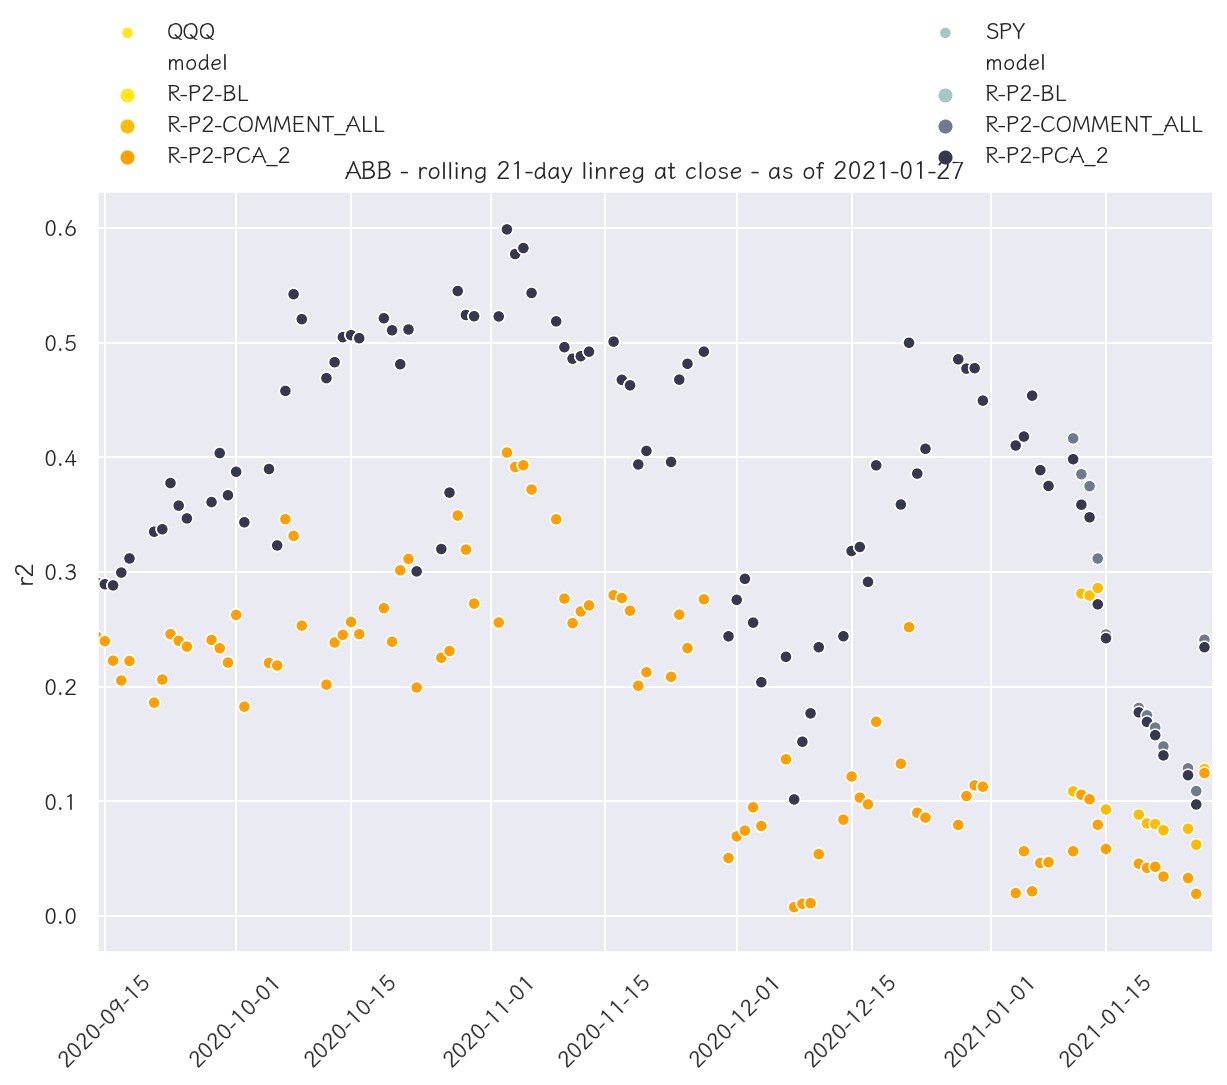 QQQ
model
R-P2-BL
R-P2-COMMENT_ALL
R-P2-PCA_2
SPY
model
R-P2-BL
R-P2-COMMENT_ALL
R-P2-PCA_2
ABB - rolling 21-day linreg at close - as of 2021-01-27
r2
0.6
0.5
0.4
0.3
0.2
0.1
0.0
2020-09-15
2020-10-01
2020-10-15
2020-11-01
2020-11-15
2020-12-01
2020-12-15
2021-01-01
2021-01-15